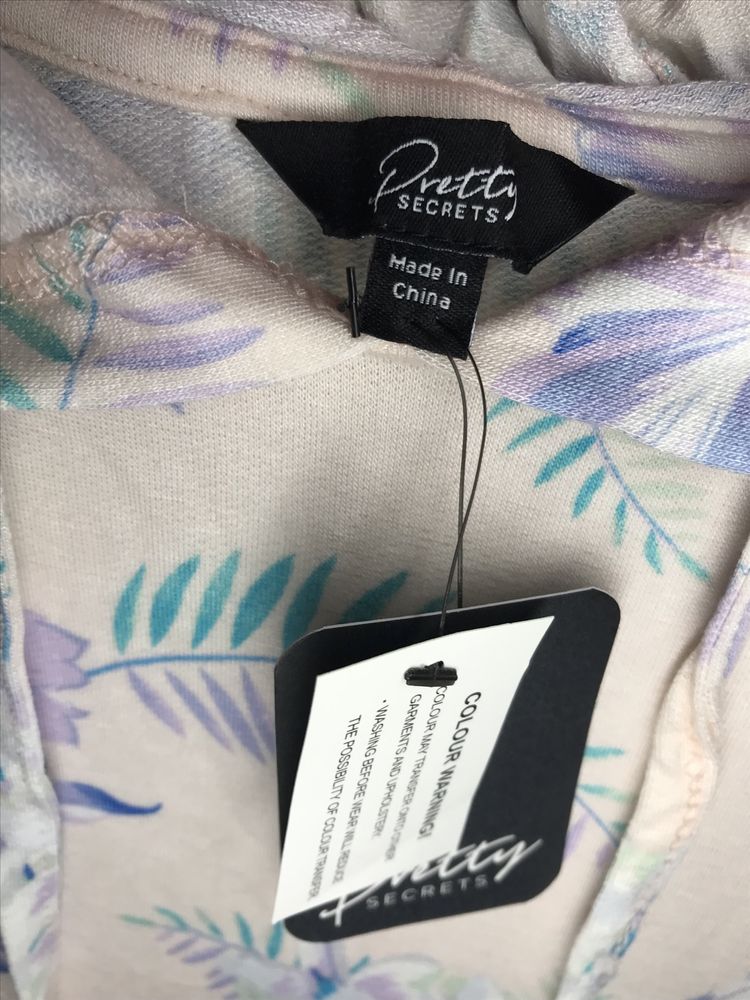 Pretty
SECRETS
Made In
China
COLOUR WARNING!
COLOUR MAY TRANSFER ONTO OTHER
GARMENTS AND UPHOLSTERY.
• WASHING BEFORE WEAR WILL REDUCE
THE POSSIBILITY OF COLOUR TRANSFER.
Pretty
SECRETS